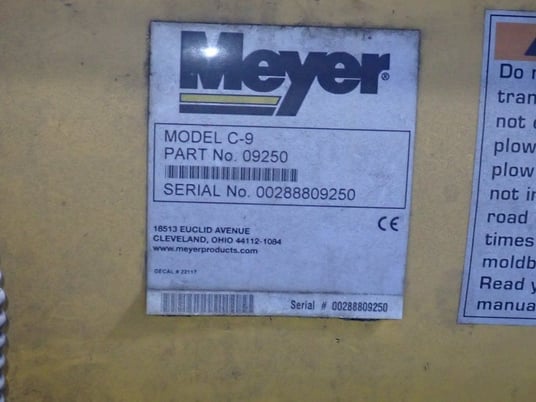 Meyer®
MODEL C-9
PART No. 09250
SERIAL No. 00288809250
18513 EUCLID AVENUE
CLEVELAND, OHIO 44112-1084
www.meyerproducts.com
CE
DECAL # 22117
Serial # 00288809250
Do
tran
not
plow
plow
not
road
times
moldb
Read
manua